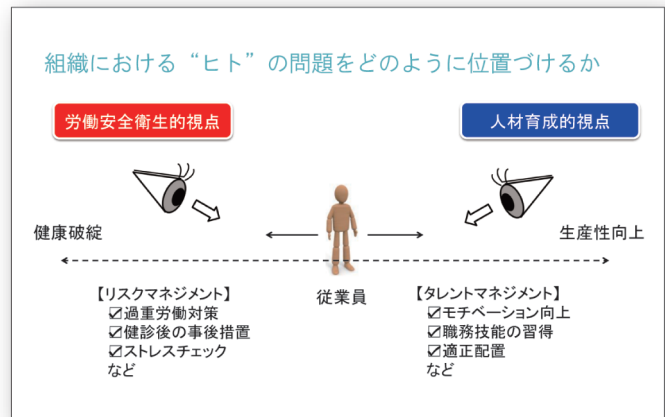 組織における“ヒト”の問題をどのように位置づけるか
労働安全衛生的視点
人材育成的視点
健康破綻
生産性向上
【リスクマネジメント】
☑過重労働対策
☑健診後の事後措置
☑ストレスチェック
など
従業員
【タレントマネジメント】
☑モチベーション向上
☑職務技能の習得
☑適正配置
など